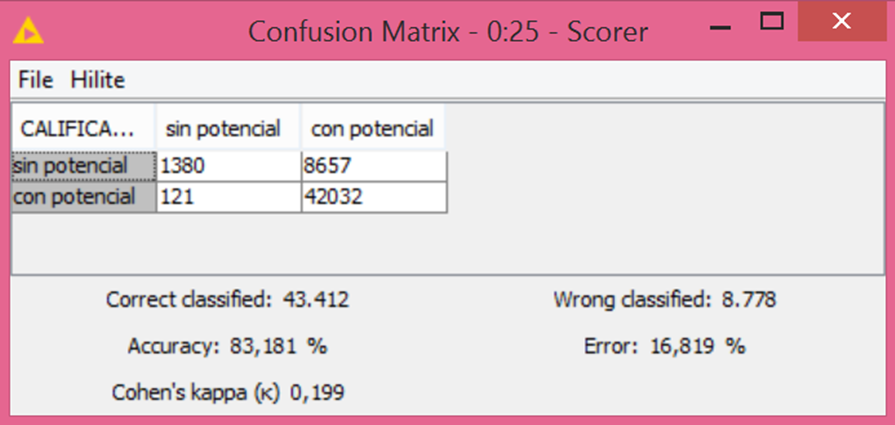 Confusion Matrix - 0:25 - Scorer
File Hilite
CALIFICA... sin potencial con potencial
sin potencial 1380 8657
con potencial 121 42032
Correct classified: 43.412 Wrong classified: 8.778
Accuracy: 83,181 % Error: 16,819 %
Cohen's kappa (κ) 0,199